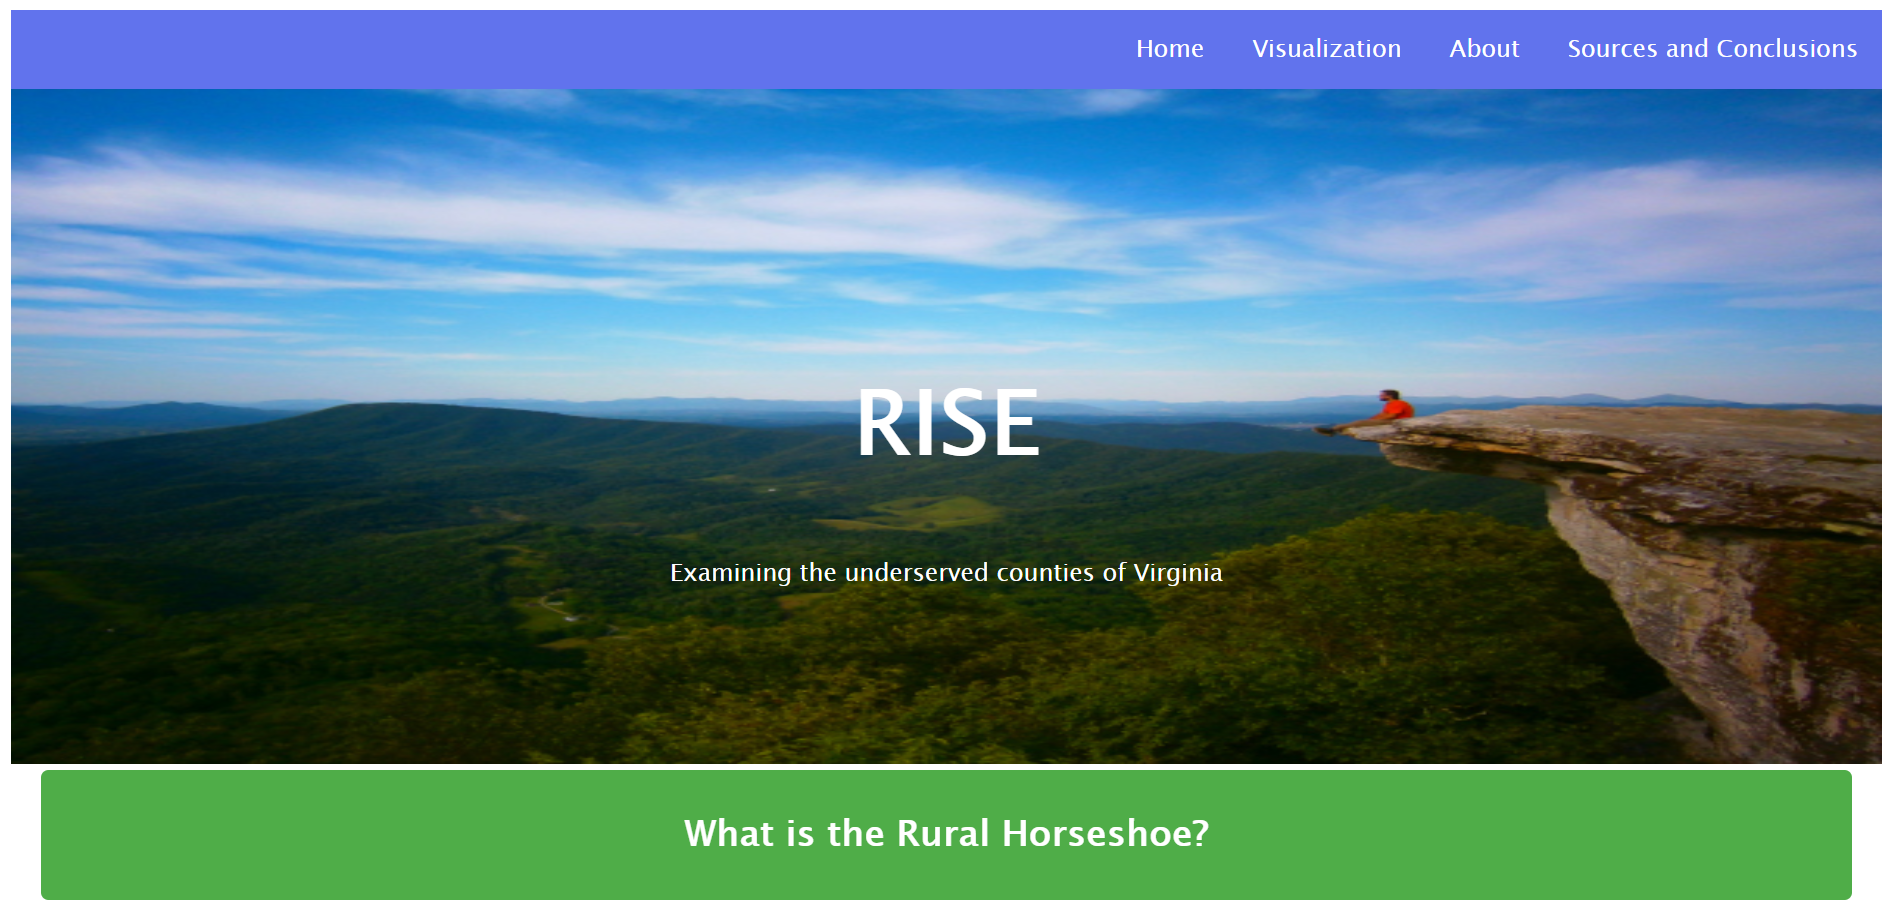 Home Visualization About Sources and Conclusions
RISE
Examining the underserved counties of Virginia
What is the Rural Horseshoe?